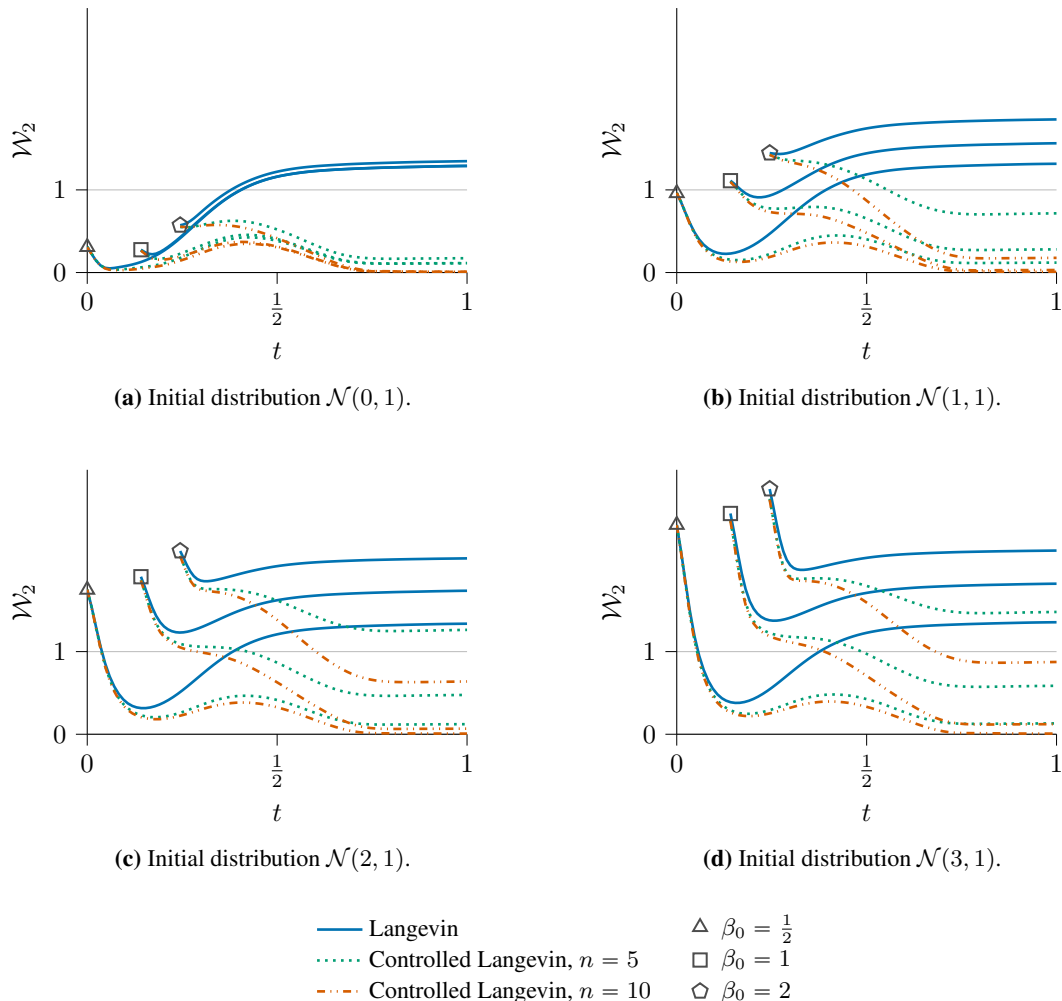 𝒲₂
1
0
0
1/2
1
t
(a) Initial distribution 𝒩(0, 1).
𝒲₂
1
0
0
1/2
1
t
(b) Initial distribution 𝒩(1, 1).
𝒲₂
1
0
0
1/2
1
t
(c) Initial distribution 𝒩(2, 1).
𝒲₂
1
0
0
1/2
1
t
(d) Initial distribution 𝒩(3, 1).
Langevin
Controlled Langevin, n = 5
Controlled Langevin, n = 10
β₀ = 1/2
β₀ = 1
β₀ = 2